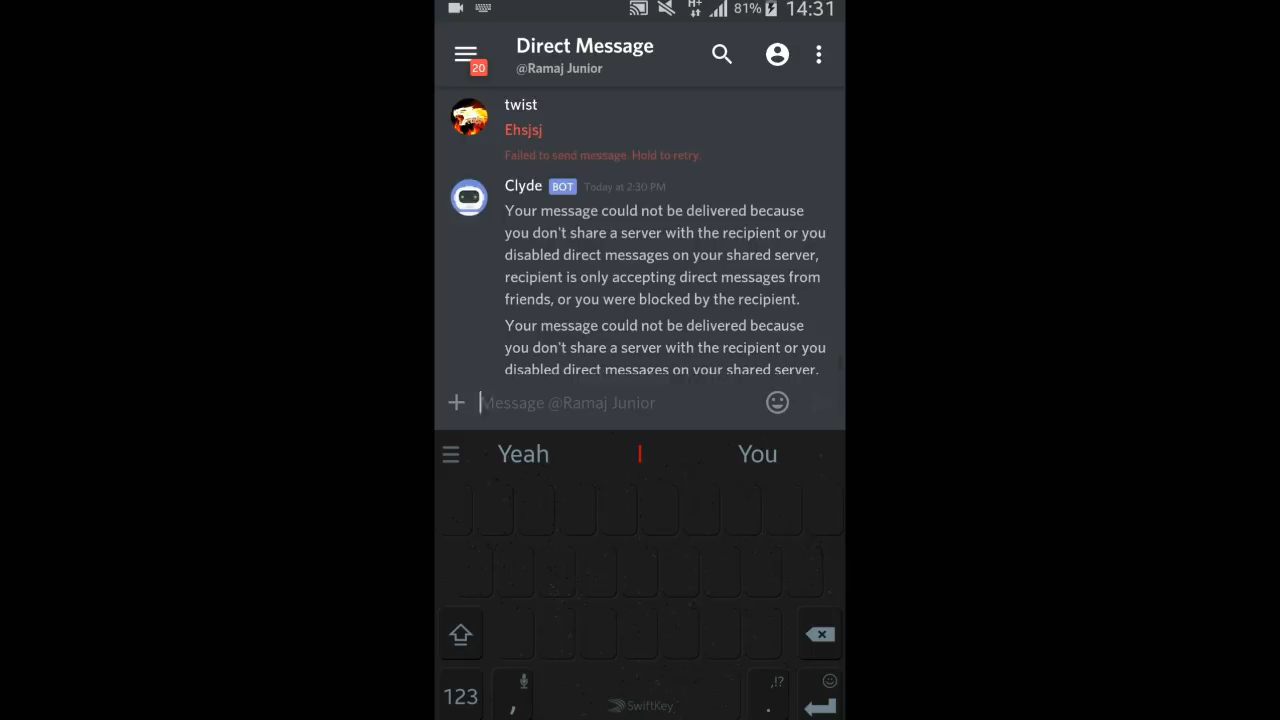 H+ 81% 14:31
Direct Message
20
@Ramaj Junior
twist
Ehsjsj
Failed to send message. Hold to retry.
Clyde BOT Today at 2:30 PM
Your message could not be delivered because
you don't share a server with the recipient or you
disabled direct messages on your shared server,
recipient is only accepting direct messages from
friends, or you were blocked by the recipient.
Your message could not be delivered because
you don't share a server with the recipient or you
disabled direct messages on your shared server,
Message @Ramaj Junior
Yeah I You
,!?
123 , SwiftKey .